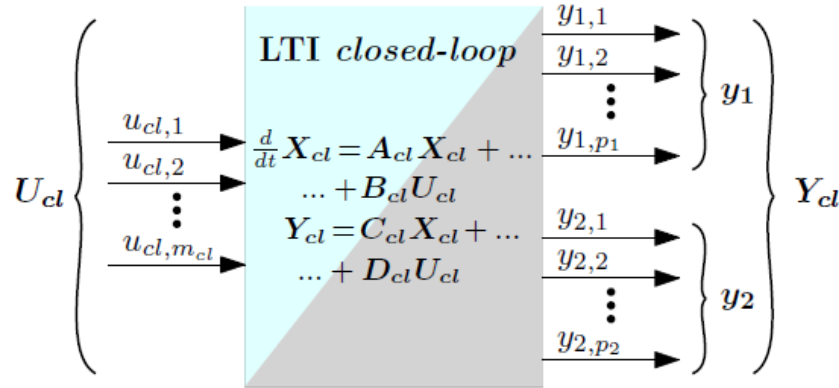 LTI closed-loop
U_{cl}
u_{cl,1}
u_{cl,2}
⋮
u_{cl,m_{cl}}
\frac{d}{dt} X_{cl} = A_{cl} X_{cl} + ...
... + B_{cl} U_{cl}
Y_{cl} = C_{cl} X_{cl} + ...
... + D_{cl} U_{cl}
y_{1,1}
y_{1,2}
⋮
y_{1,p_1}
y_1
y_{2,1}
y_{2,2}
⋮
y_{2,p_2}
y_2
Y_{cl}